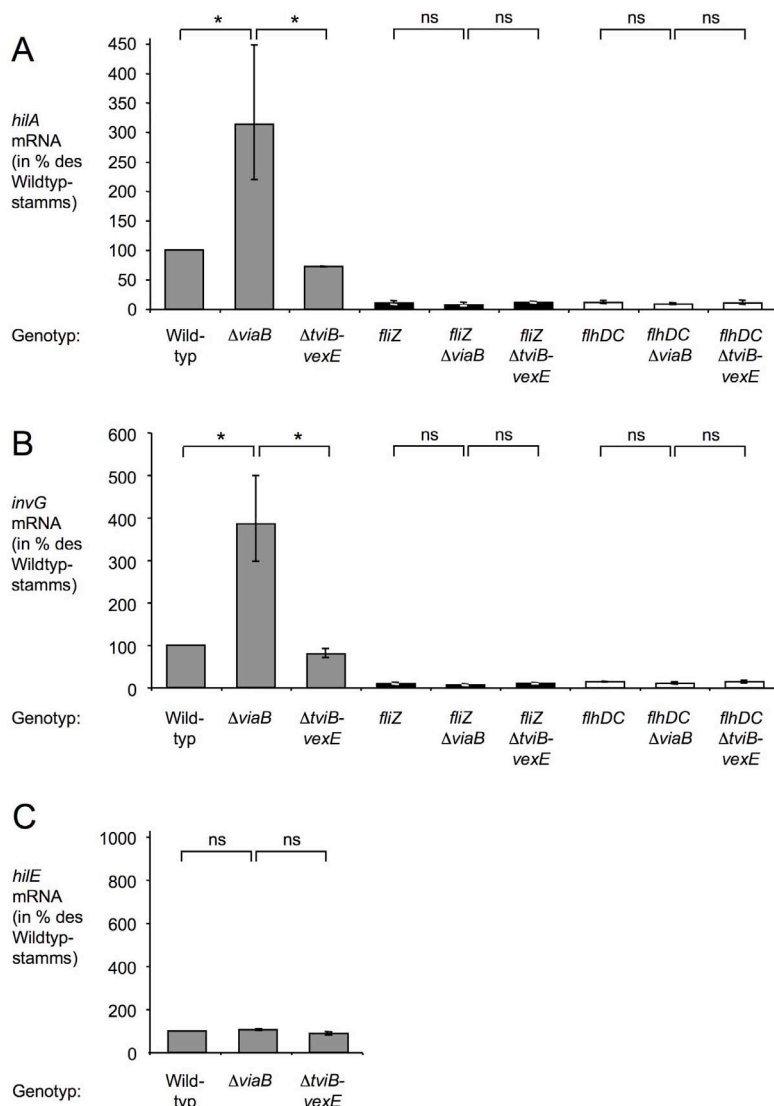 A
hilA
mRNA
(in % des
Wildtyp-
stamms)
450
400
350
300
250
200
150
100
50
0
* * ns ns ns ns
Genotyp:
Wild-
typ
ΔviaB
ΔtviB-
vexE
fliZ
fliZ
ΔviaB
fliZ
ΔtviB-
vexE
flhDC
flhDC
ΔviaB
flhDC
ΔtviB-
vexE
B
invG
mRNA
(in % des
Wildtyp-
stamms)
600
500
400
300
200
100
0
* * ns ns ns ns
Genotyp:
Wild-
typ
ΔviaB
ΔtviB-
vexE
fliZ
fliZ
ΔviaB
fliZ
ΔtviB-
vexE
flhDC
flhDC
ΔviaB
flhDC
ΔtviB-
vexE
C
hilE
mRNA
(in % des
Wildtyp-
stamms)
1000
800
600
400
200
0
ns ns
Genotyp:
Wild-
typ
ΔviaB
ΔtviB-
vexE